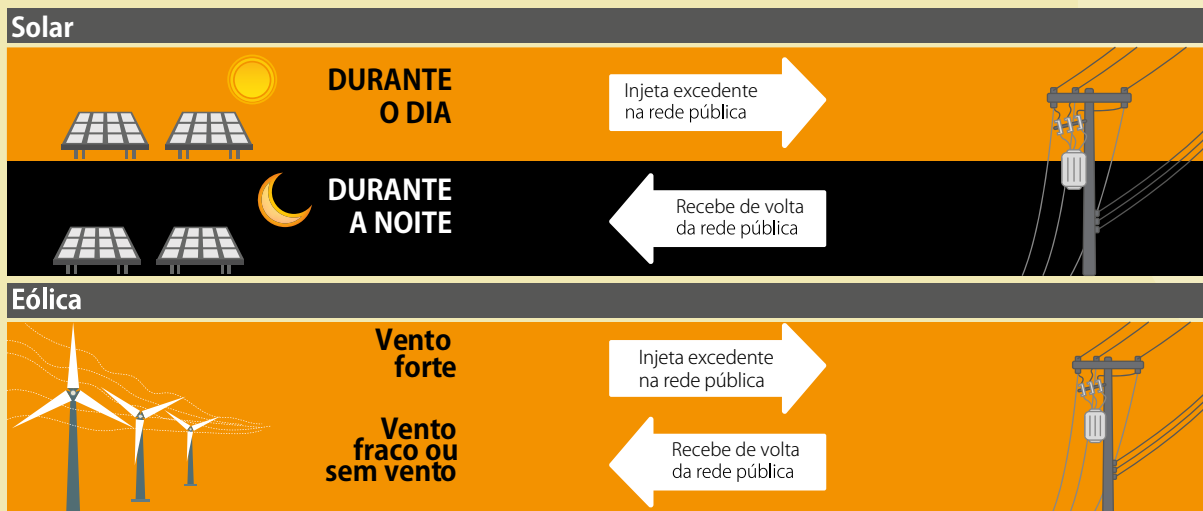 Solar
DURANTE
O DIA
Injeta excedente
na rede pública
DURANTE
A NOITE
Recebe de volta
da rede pública
Eólica
Vento
forte
Injeta excedente
na rede pública
Vento
fraco ou
sem vento
Recebe de volta
da rede pública